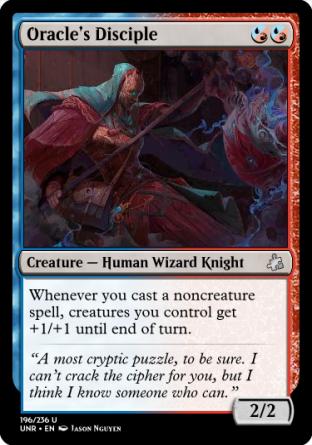 Oracle's Disciple
Creature — Human Wizard Knight
Whenever you cast a noncreature
spell, creatures you control get
+1/+1 until end of turn.
“A most cryptic puzzle, to be sure. I
can't crack the cipher for you, but I
think I know someone who can.”
2/2
196/236 U
UNR • EN Jason Nguyen